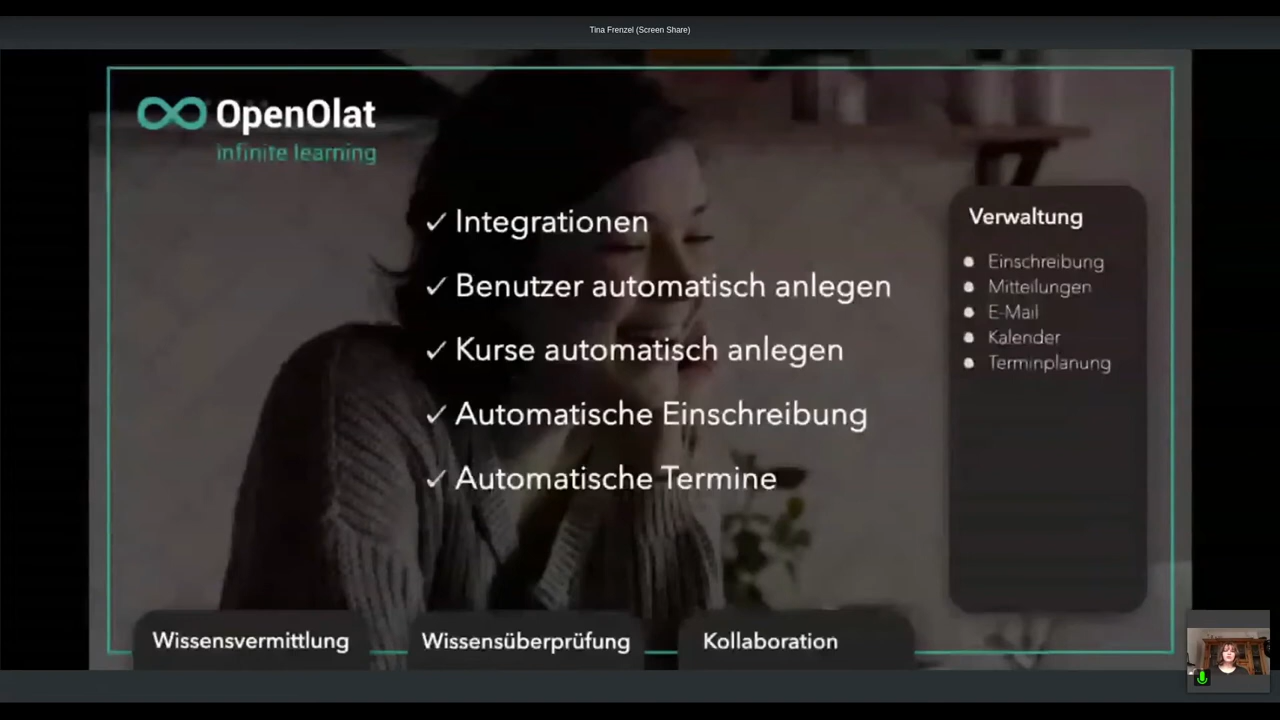 Tina Frenzel (Screen Share)
OpenOlat
infinite learning
✓ Integrationen
✓ Benutzer automatisch anlegen
✓ Kurse automatisch anlegen
✓ Automatische Einschreibung
✓ Automatische Termine
Verwaltung
● Einschreibung
● Mitteilungen
● E-Mail
● Kalender
● Terminplanung
Wissensvermittlung
Wissensüberprüfung
Kollaboration